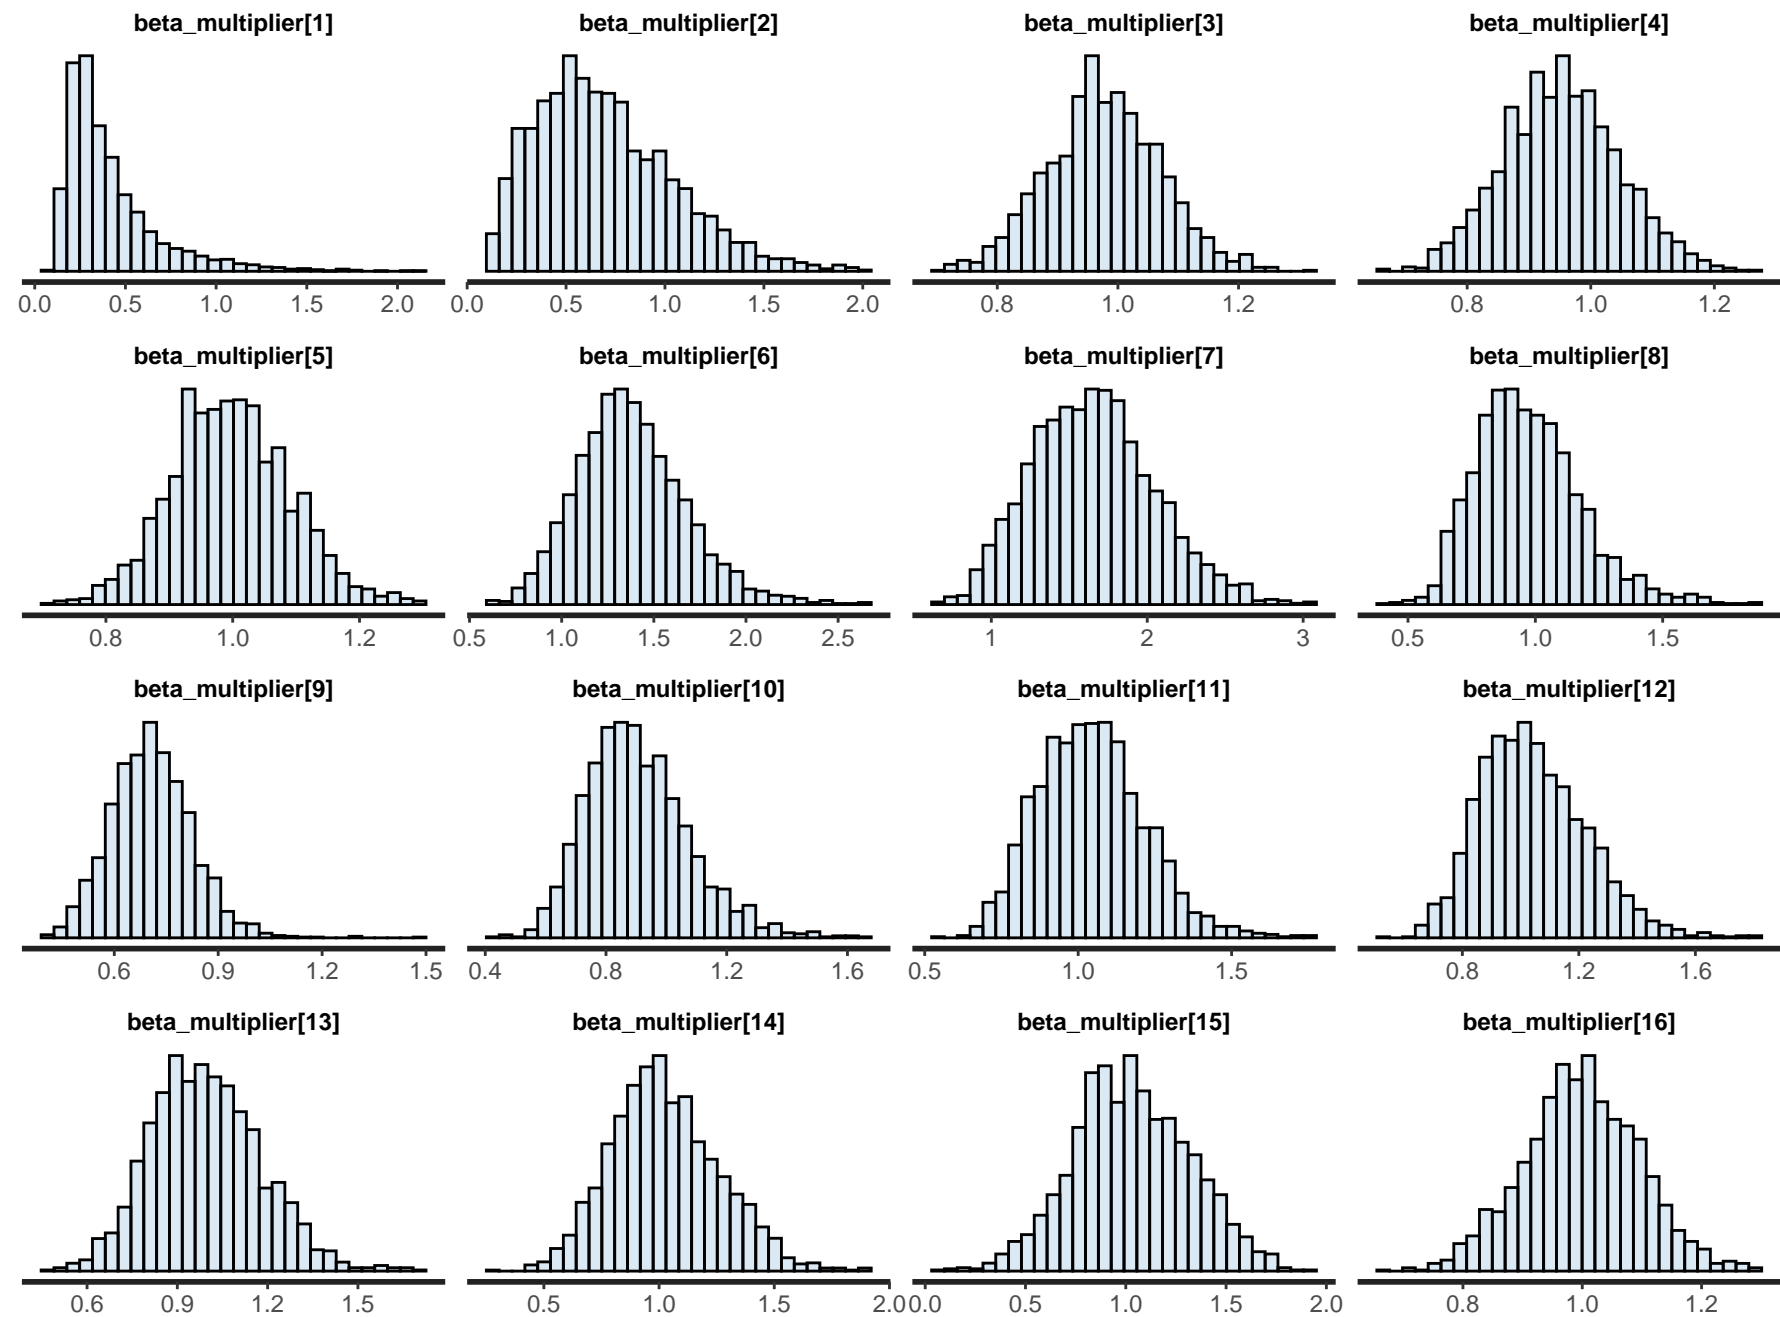 beta_multiplier[1] beta_multiplier[2] beta_multiplier[3] beta_multiplier[4]
0.0 0.5 1.0 1.5 2.0 0.0 0.5 1.0 1.5 2.0 0.8 1.0 1.2 0.8 1.0 1.2
beta_multiplier[5] beta_multiplier[6] beta_multiplier[7] beta_multiplier[8]
0.8 1.0 1.2 0.5 1.0 1.5 2.0 2.5 1 2 3 0.5 1.0 1.5
beta_multiplier[9] beta_multiplier[10] beta_multiplier[11] beta_multiplier[12]
0.6 0.9 1.2 1.5 0.4 0.8 1.2 1.6 0.5 1.0 1.5 0.8 1.2 1.6
beta_multiplier[13] beta_multiplier[14] beta_multiplier[15] beta_multiplier[16]
0.6 0.9 1.2 1.5 0.5 1.0 1.5 2.0 0.0 0.5 1.0 1.5 2.0 0.8 1.0 1.2